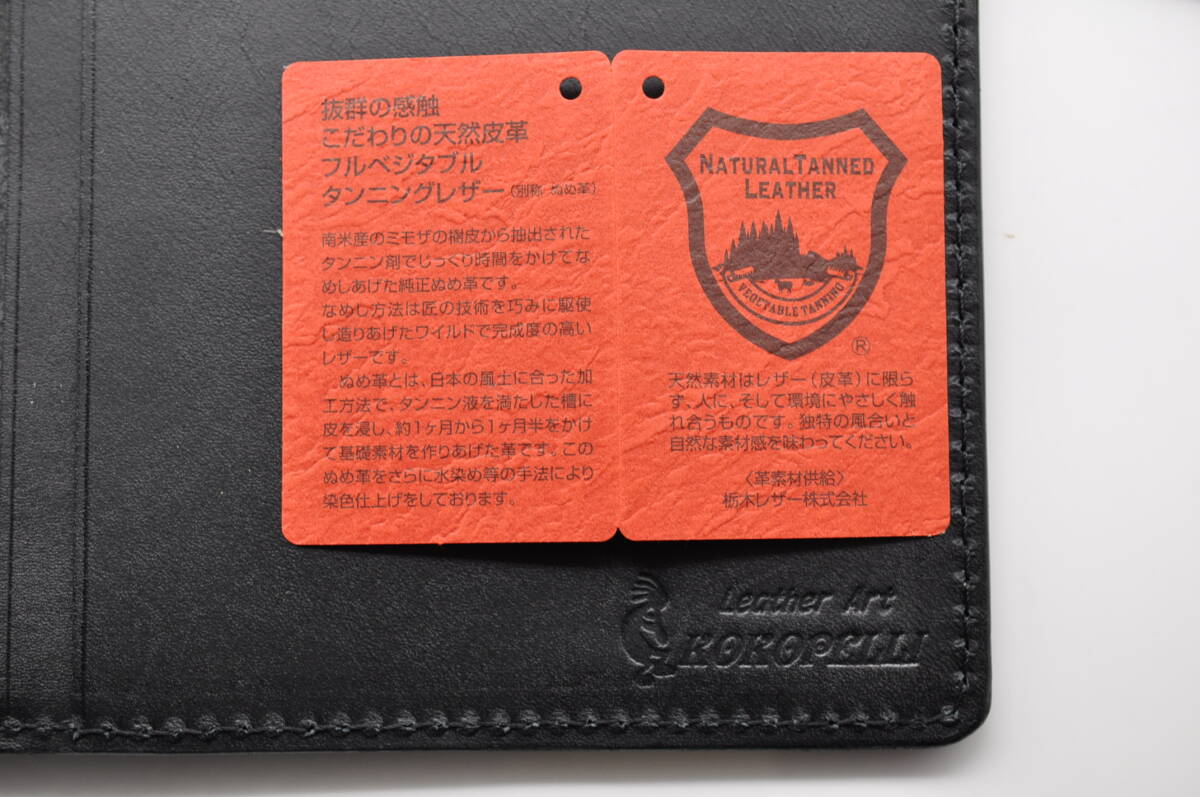 抜群の感触
こだわりの天然皮革
フルベジタブル
タンニングレザー（別称 ぬめ革）
南米産のミモザの樹皮から抽出された
タンニン剤でじっくり時間をかけてな
めしあげた純正ぬめ革です。
なめし方法は匠の技術を巧みに駆使
し造りあげたワイルドで完成度の高い
レザーです。
ぬめ革とは、日本の風土に合った加
工方法で、タンニン液を満たした槽に
皮を浸し、約1ヶ月から1ヶ月半をかけ
て基礎素材を作りあげた革です。この
ぬめ革をさらに水染め等の手法により
染色仕上げをしております。
NATURAL TANNED
LEATHER
VEGETABLE TANNING
®
天然素材はレザー（皮革）に限ら
ず、人に、そして環境にやさしく触
れ合うものです。独特の風合いと
自然な素材感を味わってください。
〈革素材供給〉
栃木レザー株式会社
Leather Art
KOKOPELLI